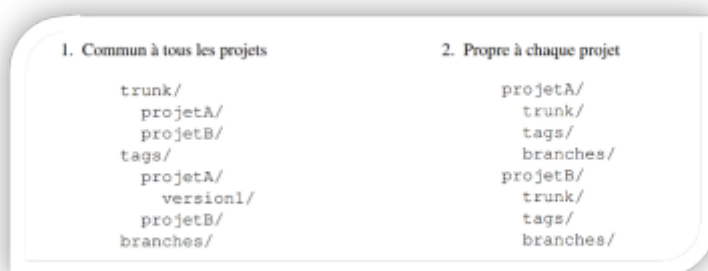 1. Commun à tous les projets
trunk/
projetA/
projetB/
tags/
projetA/
version1/
projetB/
branches/
2. Propre à chaque projet
projetA/
trunk/
tags/
branches/
projetB/
trunk/
tags/
branches/